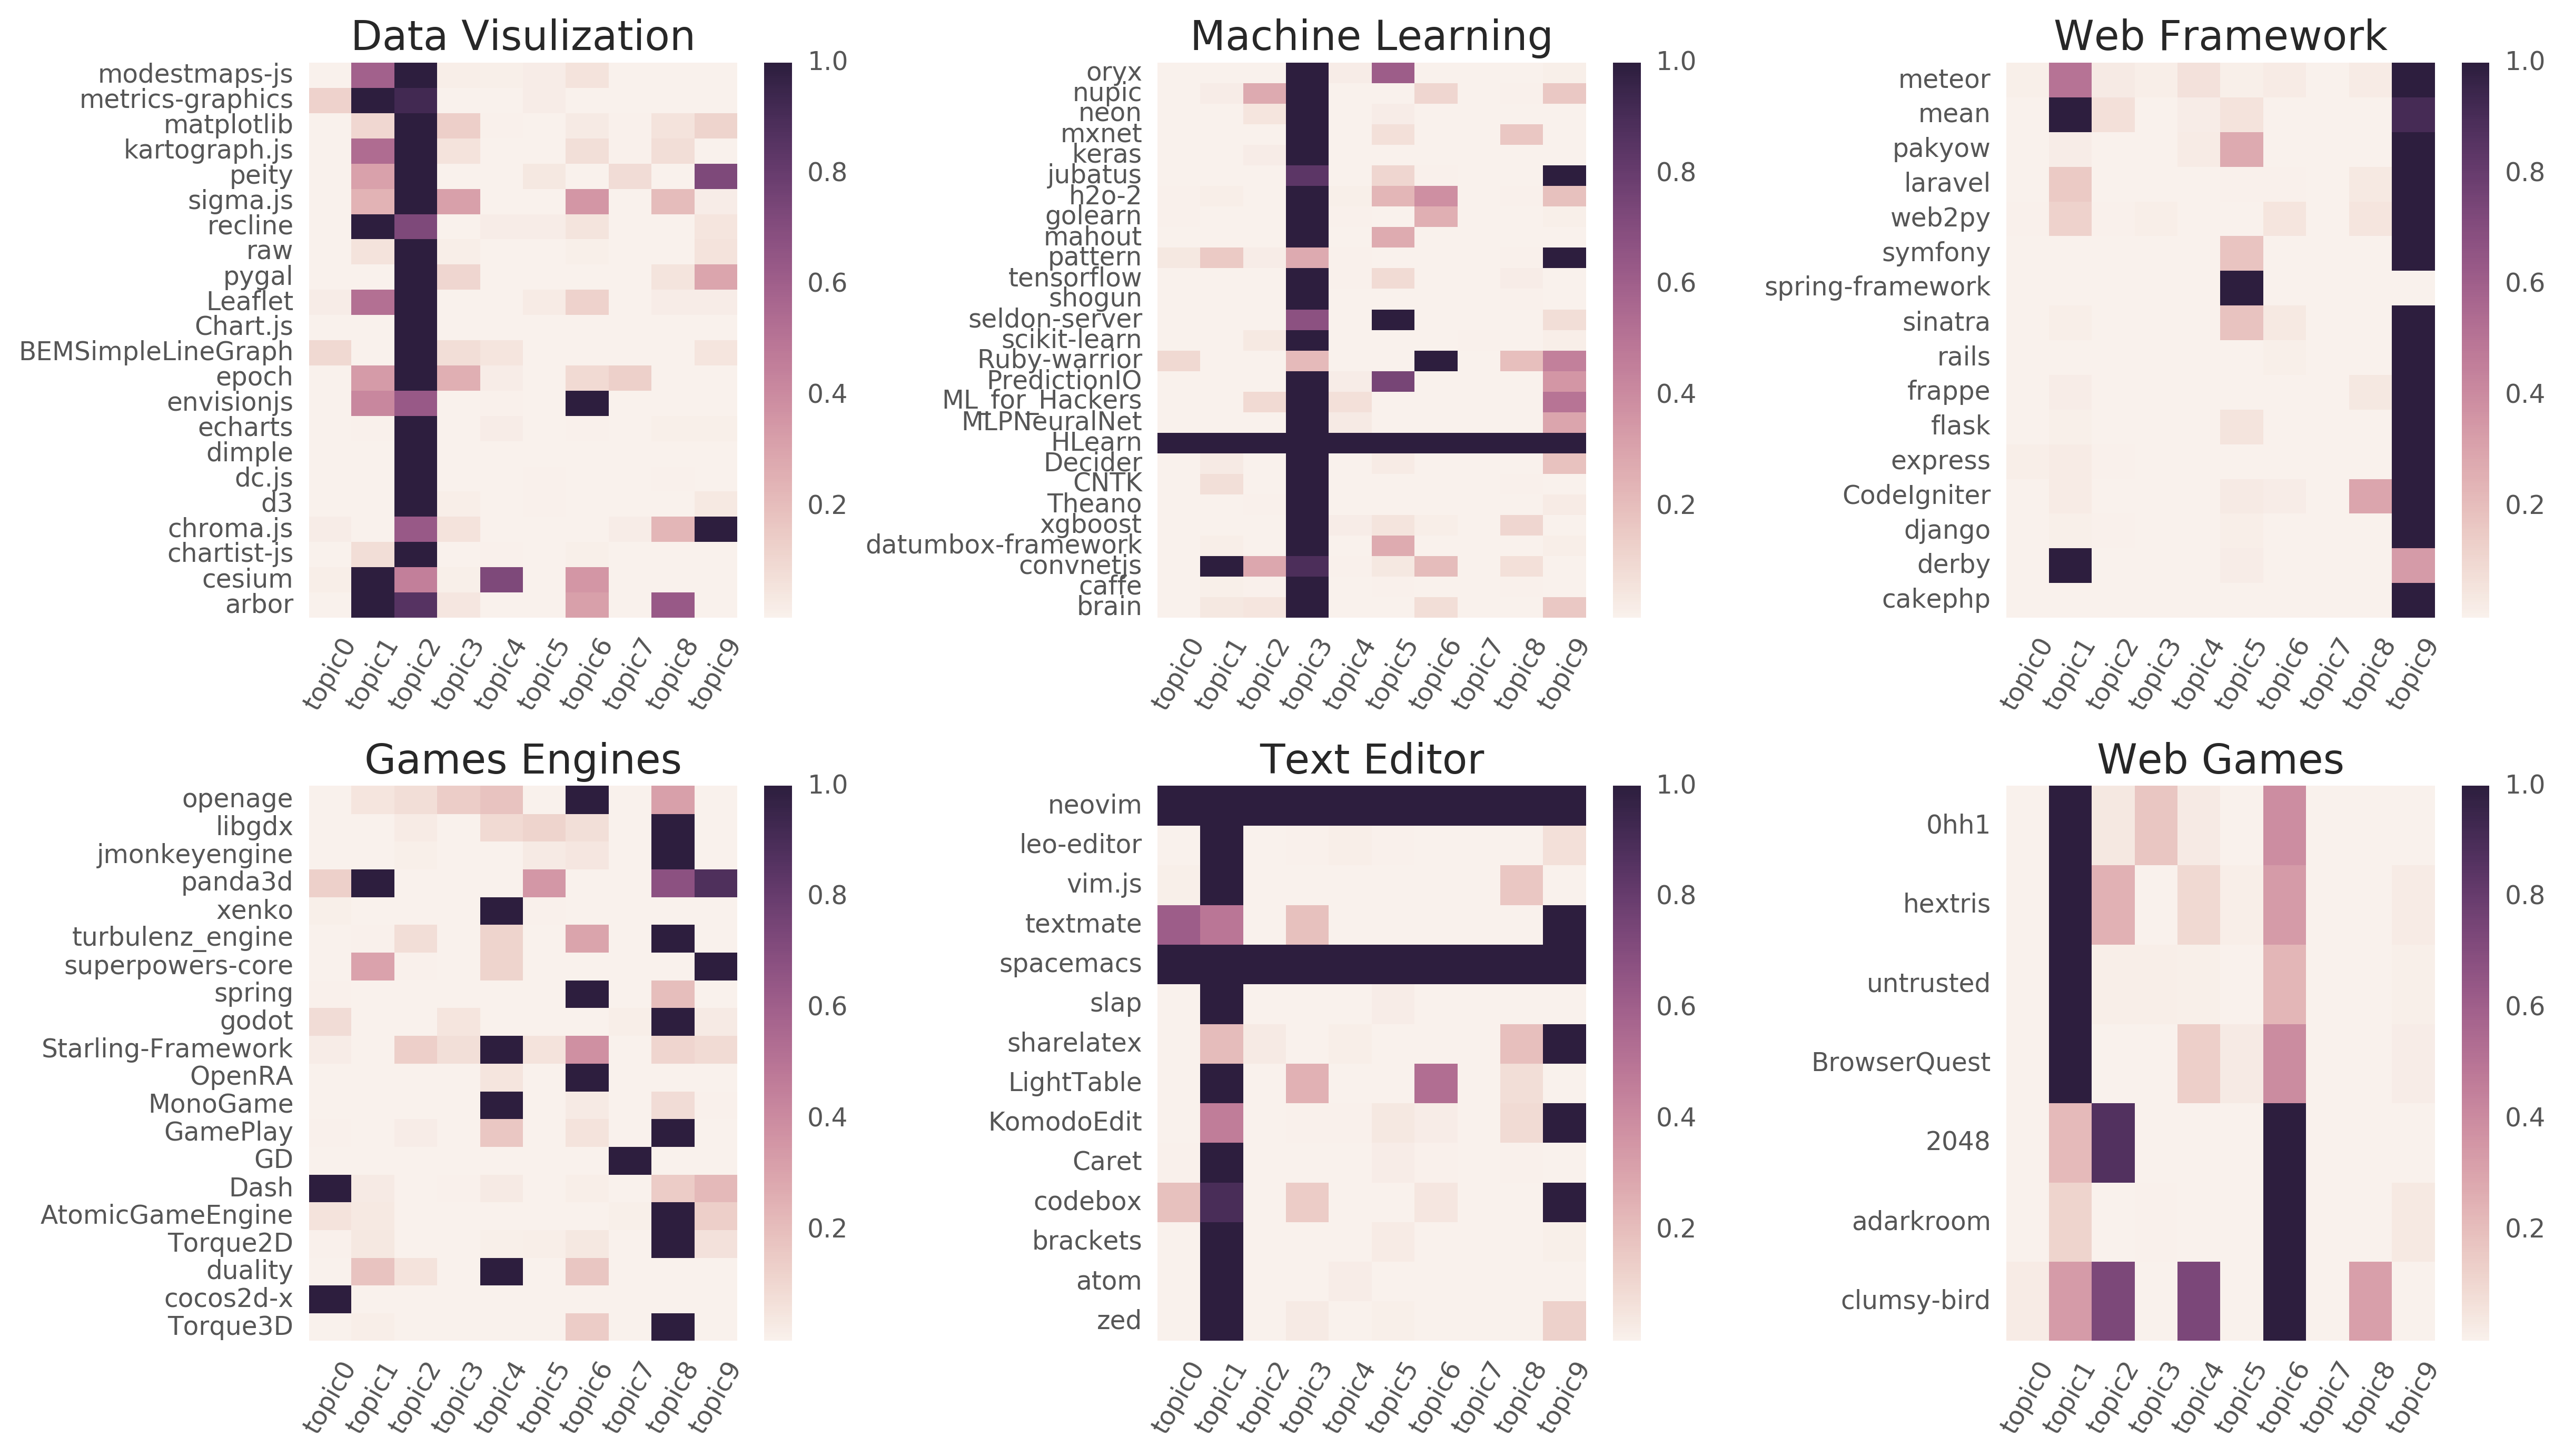 Data Visulization
modestmaps-js
metrics-graphics
matplotlib
kartograph.js
peity
sigma.js
recline
raw
pygal
Leaflet
Chart.js
BEMSimpleLineGraph
epoch
envisionjs
echarts
dimple
dc.js
d3
chroma.js
chartist-js
cesium
arbor
topic0
topic1
topic2
topic3
topic4
topic5
topic6
topic7
topic8
topic9
1.0
0.8
0.6
0.4
0.2
Machine Learning
oryx
nupic
neon
mxnet
keras
jubatus
h2o-2
golearn
mahout
pattern
tensorflow
shogun
seldon-server
scikit-learn
Ruby-warrior
PredictionIO
ML_for_Hackers
MLPNeuralNet
HLearn
Decider
CNTK
Theano
xgboost
datumbox-framework
convnetjs
caffe
brain
topic0
topic1
topic2
topic3
topic4
topic5
topic6
topic7
topic8
topic9
1.0
0.8
0.6
0.4
0.2
Web Framework
meteor
mean
pakyow
laravel
web2py
symfony
spring-framework
sinatra
rails
frappe
flask
express
CodeIgniter
django
derby
cakephp
topic0
topic1
topic2
topic3
topic4
topic5
topic6
topic7
topic8
topic9
1.0
0.8
0.6
0.4
0.2
Games Engines
openage
libgdx
jmonkeyengine
panda3d
xenko
turbulenz_engine
superpowers-core
spring
godot
Starling-Framework
OpenRA
MonoGame
GamePlay
GD
Dash
AtomicGameEngine
Torque2D
duality
cocos2d-x
Torque3D
topic0
topic1
topic2
topic3
topic4
topic5
topic6
topic7
topic8
topic9
1.0
0.8
0.6
0.4
0.2
Text Editor
neovim
leo-editor
vim.js
textmate
spacemacs
slap
sharelatex
LightTable
KomodoEdit
Caret
codebox
brackets
atom
zed
topic0
topic1
topic2
topic3
topic4
topic5
topic6
topic7
topic8
topic9
1.0
0.8
0.6
0.4
0.2
Web Games
0hh1
hextris
untrusted
BrowserQuest
2048
adarkroom
clumsy-bird
topic0
topic1
topic2
topic3
topic4
topic5
topic6
topic7
topic8
topic9
1.0
0.8
0.6
0.4
0.2